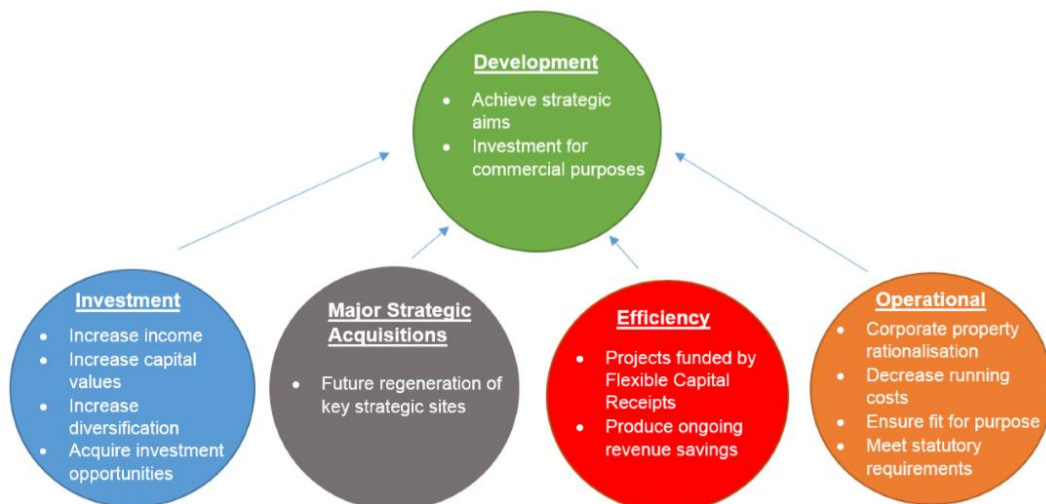 Development
• Achieve strategic
aims
• Investment for
commercial purposes
Investment
• Increase income
• Increase capital
values
• Increase
diversification
• Acquire investment
opportunities
Major Strategic
Acquisitions
• Future regeneration of
key strategic sites
Efficiency
• Projects funded by
Flexible Capital
Receipts
• Produce ongoing
revenue savings
Operational
• Corporate property
rationalisation
• Decrease running
costs
• Ensure fit for purpose
• Meet statutory
requirements